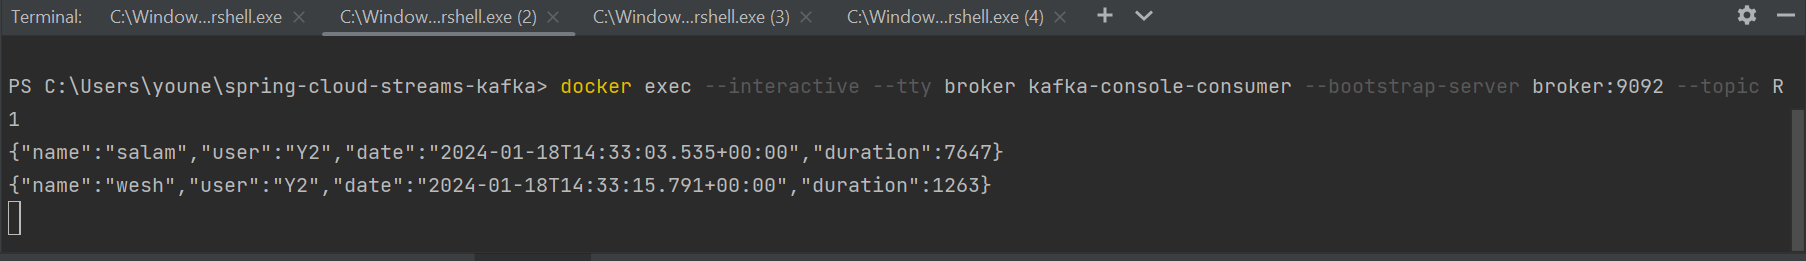 Terminal: C:\Window...rshell.exe C:\Window...rshell.exe (2) C:\Window...rshell.exe (3) C:\Window...rshell.exe (4)
PS C:\Users\youne\spring-cloud-streams-kafka> docker exec --interactive --tty broker kafka-console-consumer --bootstrap-server broker:9092 --topic R
1
{"name":"salam","user":"Y2","date":"2024-01-18T14:33:03.535+00:00","duration":7647}
{"name":"wesh","user":"Y2","date":"2024-01-18T14:33:15.791+00:00","duration":1263}